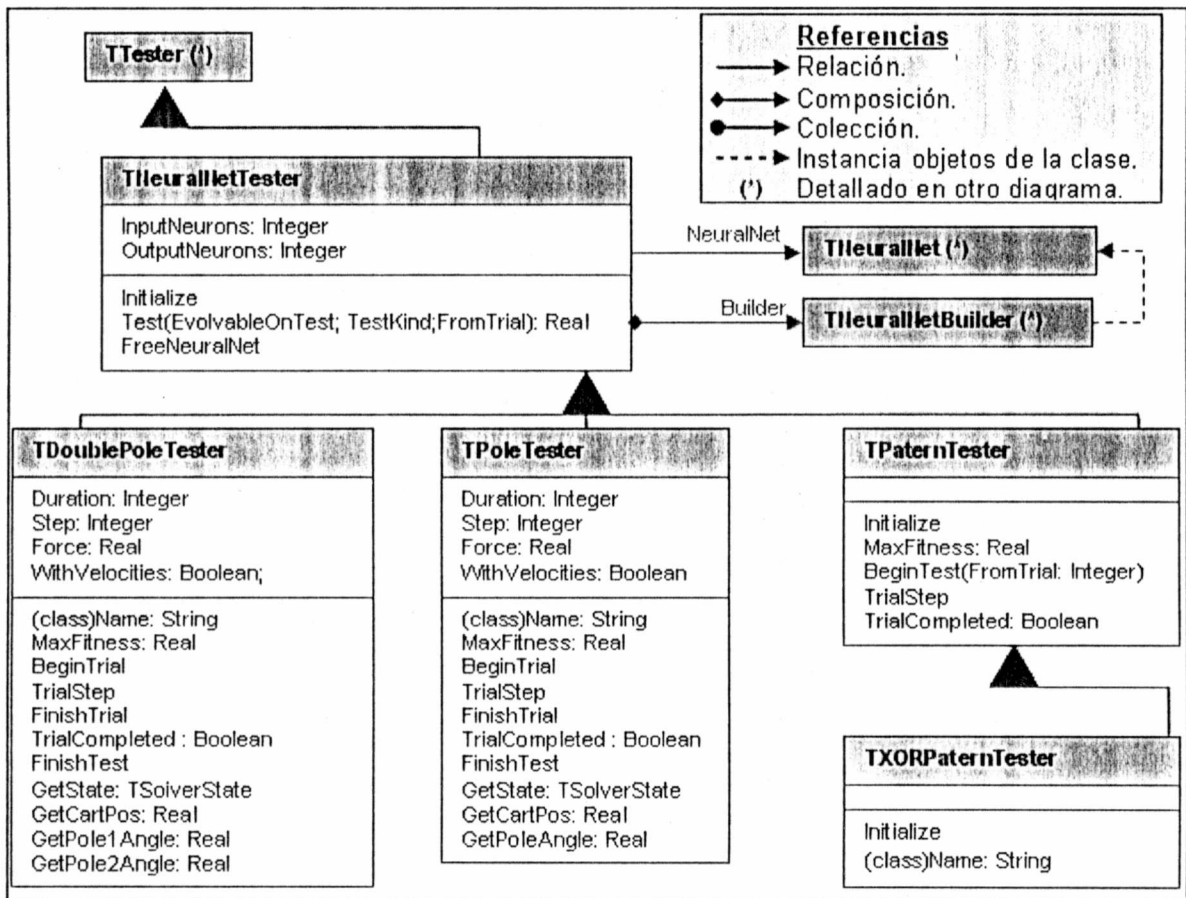 TTester (*)
Referencias
Relación.
Composición.
Colección.
Instancia objetos de la clase.
(*) Detallado en otro diagrama.
TNeuralNetTester
InputNeurons: Integer
OutputNeurons: Integer
Initialize
Test(EvolvableOnTest; TestKind;FromTrial): Real
FreeNeuralNet
NeuralNet
TNeuralNet (*)
Builder
TNeuralNetBuilder (*)
TDoublePoleTester
Duration: Integer
Step: Integer
Force: Real
WithVelocities: Boolean;
(class)Name: String
MaxFitness: Real
BeginTrial
TrialStep
FinishTrial
TrialCompleted : Boolean
FinishTest
GetState: TSolverState
GetCartPos: Real
GetPole1Angle: Real
GetPole2Angle: Real
TPoleTester
Duration: Integer
Step: Integer
Force: Real
WithVelocities: Boolean
(class)Name: String
MaxFitness: Real
BeginTrial
TrialStep
FinishTrial
TrialCompleted : Boolean
FinishTest
GetState: TSolverState
GetCartPos: Real
GetPoleAngle: Real
TPaternTester
Initialize
MaxFitness: Real
BeginTest(FromTrial: Integer)
TrialStep
TrialCompleted: Boolean
TXORPaternTester
Initialize
(class)Name: String